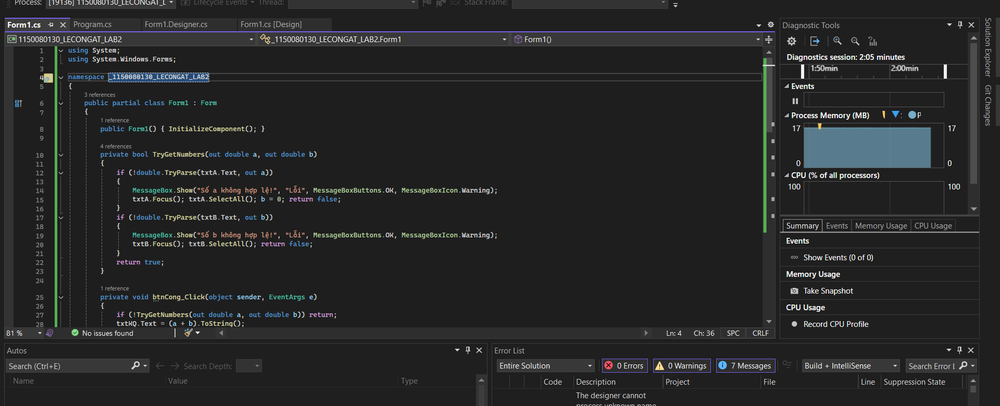 Process: [19136] 1150080130_LECONGAT_L Lifecycle Events Thread: Stack Frame:
Form1.cs Program.cs Form1.Designer.cs Form1.cs [Design]
C# 1150080130_LECONGAT_LAB2 _1150080130_LECONGAT_LAB2.Form1 Form1()
1 using System;
2 using System.Windows.Forms;
3
4 namespace _1150080130_LECONGAT_LAB2
5 {
3 references
6 public partial class Form1 : Form
7 {
1 reference
8 public Form1() { InitializeComponent(); }
9
4 references
10 private bool TryGetNumbers(out double a, out double b)
11 {
12 if (!double.TryParse(txtA.Text, out a))
13 {
14 MessageBox.Show("Số a không hợp lệ!", "Lỗi", MessageBoxButtons.OK, MessageBoxIcon.Warning);
15 txtA.Focus(); txtA.SelectAll(); b = 0; return false;
16 }
17 if (!double.TryParse(txtB.Text, out b))
18 {
19 MessageBox.Show("Số b không hợp lệ!", "Lỗi", MessageBoxButtons.OK, MessageBoxIcon.Warning);
20 txtB.Focus(); txtB.SelectAll(); return false;
21 }
22 return true;
23 }
24
1 reference
25 private void btnCong_Click(object sender, EventArgs e)
26 {
27 if (!TryGetNumbers(out double a, out double b)) return;
28 txtKQ.Text = (a + b).ToString();
81 % No issues found Ln: 4 Ch: 36 SPC CRLF
Diagnostic Tools
Diagnostics session: 2:05 minutes
1:50min 2:00min
Events
Process Memory (MB) P
17 17
0 0
CPU (% of all processors)
100 100
Summary Events Memory Usage CPU Usage
Events
Show Events (0 of 0)
Memory Usage
Take Snapshot
CPU Usage
Record CPU Profile
Solution Explorer
Git Changes
Autos
Search (Ctrl+E) Search Depth:
Name Value Type
Error List
Entire Solution 0 Errors 0 Warnings 7 Messages Build + IntelliSense Search Error L
Code Description Project File Line Suppression State
The designer cannot
process unknown name